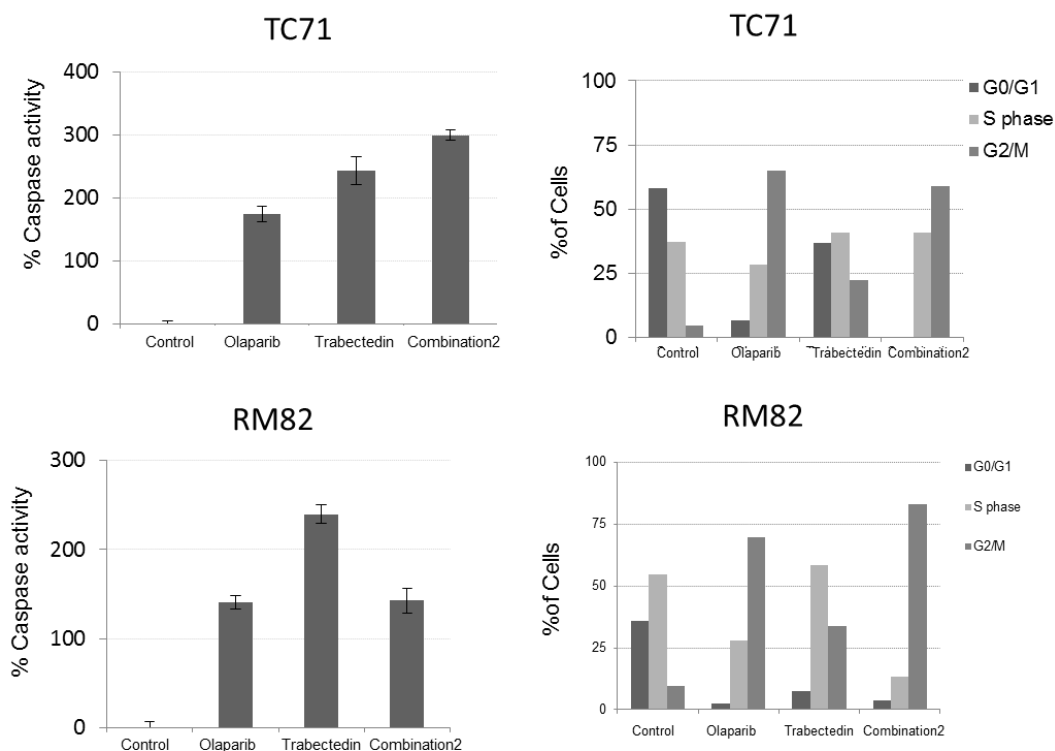 TC71
% Caspase activity
400
300
200
100
0
Control Olaparib Trabectedin Combination2
TC71
%of Cells
100
75
50
25
0
Control Olaparib Trabectedin Combination2
G0/G1
S phase
G2/M
RM82
% Caspase activity
300
200
100
0
Control Olaparib Trabectedin Combination2
RM82
%of Cells
100
75
50
25
0
Control Olaparib Trabectedin Combination2
G0/G1
S phase
G2/M